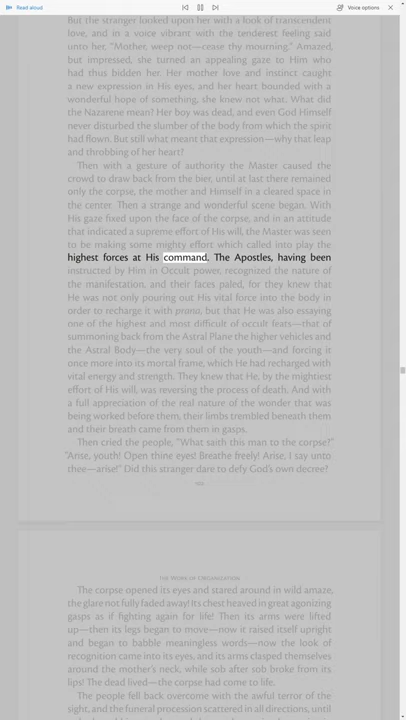 Read aloud
Voice options
But the stranger looked upon her with a look of transcendent
love, and in a voice vibrant with the tenderest feeling said
unto her "Mother, weep not—cease thy mourning." Amazed,
but impressed, she turned an appealing gaze to Him who
had thus bidden her. Her mother love and instinct caught
a new expression in His eyes, and her heart bounded with a
wonderful hope of something, she knew not what. What did
the Nazarene mean? Her boy was dead, and even God Himself
never disturbed the slumber of the body from which the spirit
had flown. But still what meant that expression—why that leap
and throbbing of her heart?
Then with a gesture of authority the Master caused the
crowd to draw back from the bier, until at last there remained
only the corpse, the mother and Himself in a cleared space in
the center. Then a strange and wonderful scene began. With
His gaze fixed upon the face of the corpse, and in an attitude
that indicated a supreme effort of His will, the Master was seen
to be making some mighty effort which called into play the
highest forces at His command. The Apostles, having been
instructed by Him in Occult power, recognized the nature of
the manifestation, and their faces paled, for they knew that
He was not only pouring out His vital force into the body in
order to recharge it with prana, but that He was also essaying
one of the highest and most difficult of occult feats—that of
summoning back from the Astral Plane the higher vehicles and
the Astral Body—the very soul of the youth—and forcing it
once more into its mortal frame, which He had recharged with
vital energy and strength. They knew that He, by the mightiest
effort of His will, was reversing the process of death. And with
a full appreciation of the real nature of the wonder that was
being worked before them, their limbs trembled beneath them
and their breath came from them in gasps.
Then cried the people, "What saith this man to the corpse?"
"Arise, youth! Open thine eyes! Breathe freely! Arise, I say unto
thee—arise!" Did this stranger dare to defy God's own decree?
The Work of Organization
The corpse opened its eyes and stared around in wild amaze,
the glare not fully faded away! Its chest heaved in great agonizing
gasps as if fighting again for life! Then its arms were lifted
up—then its legs began to move—now it raised itself upright
and began to babble meaningless words—now the look of
recognition came into its eyes, and its arms clasped themselves
around the mother's neck, while sob after sob broke from its
lips! The dead lived—the corpse had come to life.
The people fell back overcome with the awful terror of the
sight, and the funeral procession scattered in all directions, until